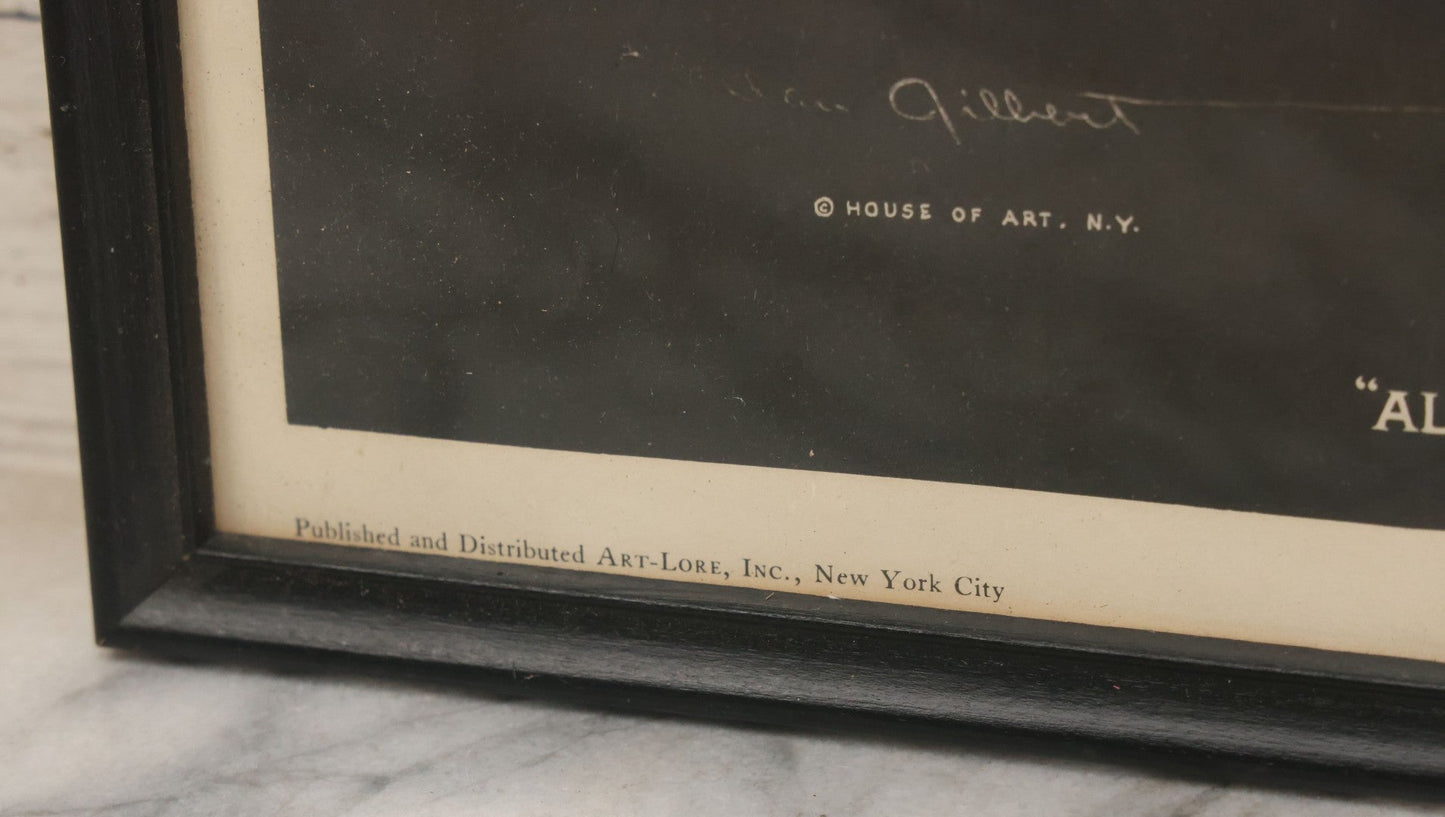 Gilbert
© HOUSE OF ART. N.Y.
“AL
Published and Distributed ART-LORE, INC., New York City